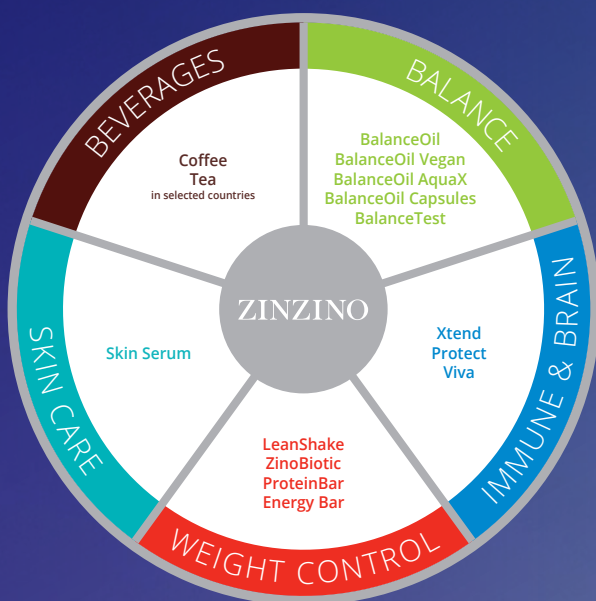 BEVERAGES
Coffee
Tea
in selected countries
BALANCE
BalanceOil
BalanceOil Vegan
BalanceOil AquaX
BalanceOil Capsules
BalanceTest
ZINZINO
SKIN CARE
Skin Serum
IMMUNE & BRAIN
Xtend
Protect
Viva
LeanShake
ZinoBiotic
ProteinBar
Energy Bar
WEIGHT CONTROL